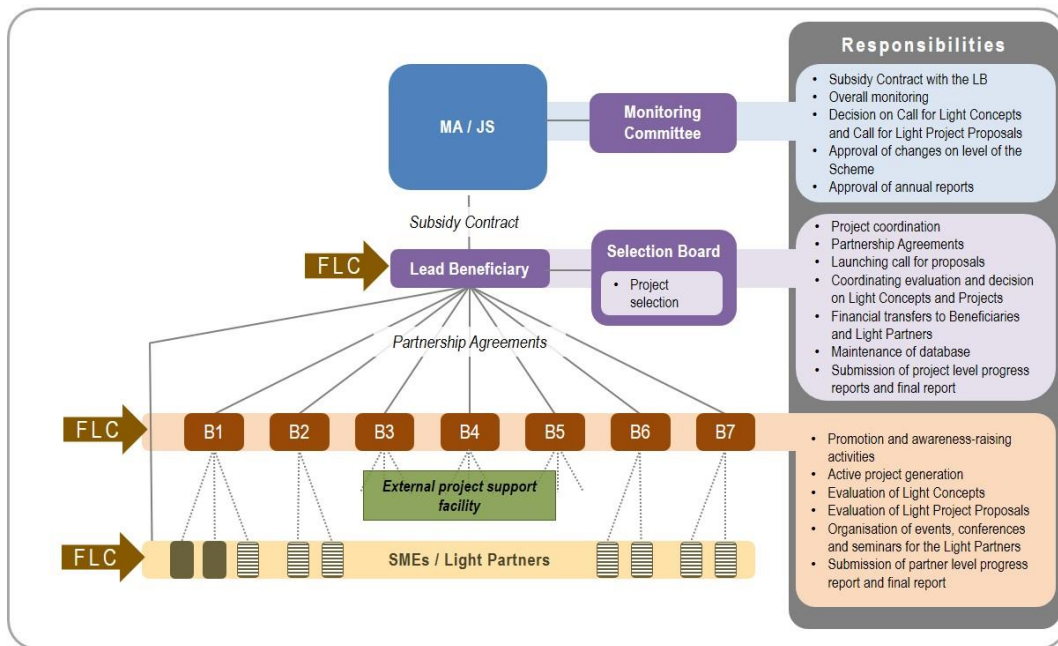 Responsibilities
MA / JS
Monitoring
Committee
• Subsidy Contract with the LB
• Overall monitoring
• Decision on Call for Light Concepts
and Call for Light Project Proposals
• Approval of changes on level of the
Scheme
• Approval of annual reports
Subsidy Contract
FLC
Lead Beneficiary
Selection Board
• Project
selection
• Project coordination
• Partnership Agreements
• Launching call for proposals
• Coordinating evaluation and decision
on Light Concepts and Projects
• Financial transfers to Beneficiaries
and Light Partners
• Maintenance of database
• Submission of project level progress
reports and final report
Partnership Agreements
FLC
B1 B2 B3 B4 B5 B6 B7
External project support
facility
• Promotion and awareness-raising
activities
• Active project generation
• Evaluation of Light Concepts
• Evaluation of Light Project Proposals
• Organisation of events, conferences
and seminars for the Light Partners
• Submission of partner level progress
report and final report
FLC
SMEs / Light Partners